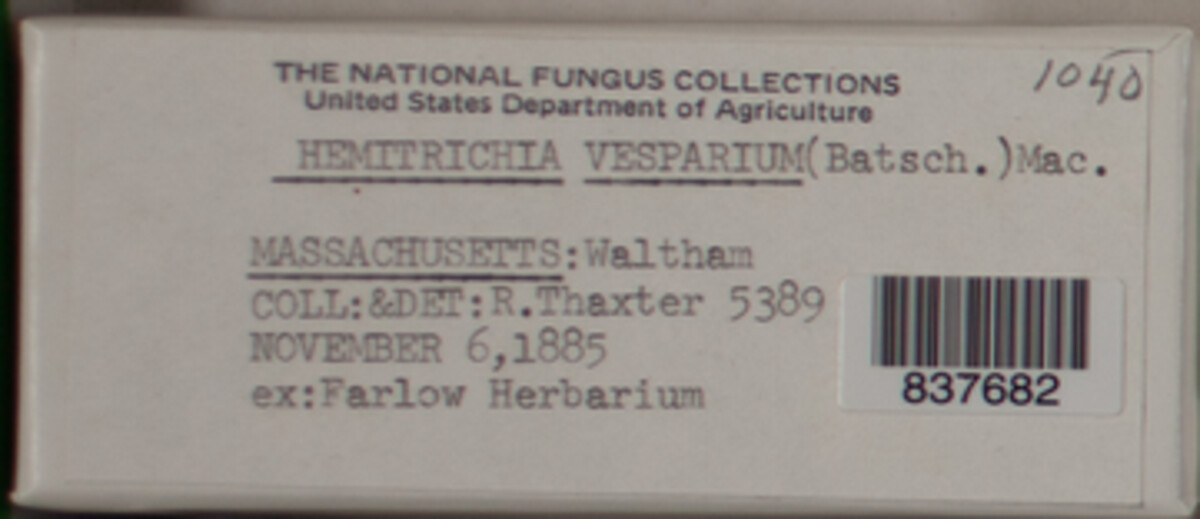 THE NATIONAL FUNGUS COLLECTIONS
1040
United States Department of Agriculture
HEMITRICHIA VESPARIUM(Batsch.)Mac.
MASSACHUSETTS:Waltham
COLL:&DET:R.Thaxter 5389
NOVEMBER 6,1885
ex:Farlow Herbarium
837682